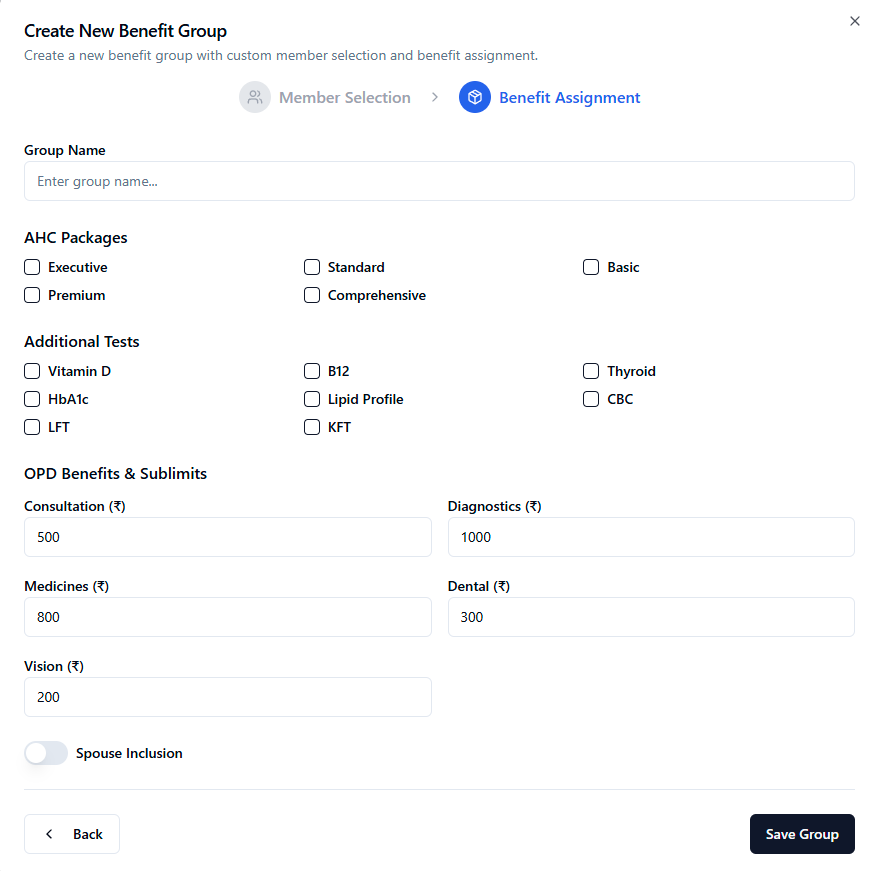 Create New Benefit Group
Create a new benefit group with custom member selection and benefit assignment.
Member Selection Benefit Assignment
Group Name
Enter group name...
AHC Packages
Executive Standard Basic
Premium Comprehensive
Additional Tests
Vitamin D B12 Thyroid
HbA1c Lipid Profile CBC
LFT KFT
OPD Benefits & Sublimits
Consultation (₹) Diagnostics (₹)
500 1000
Medicines (₹) Dental (₹)
800 300
Vision (₹)
200
Spouse Inclusion
Back Save Group